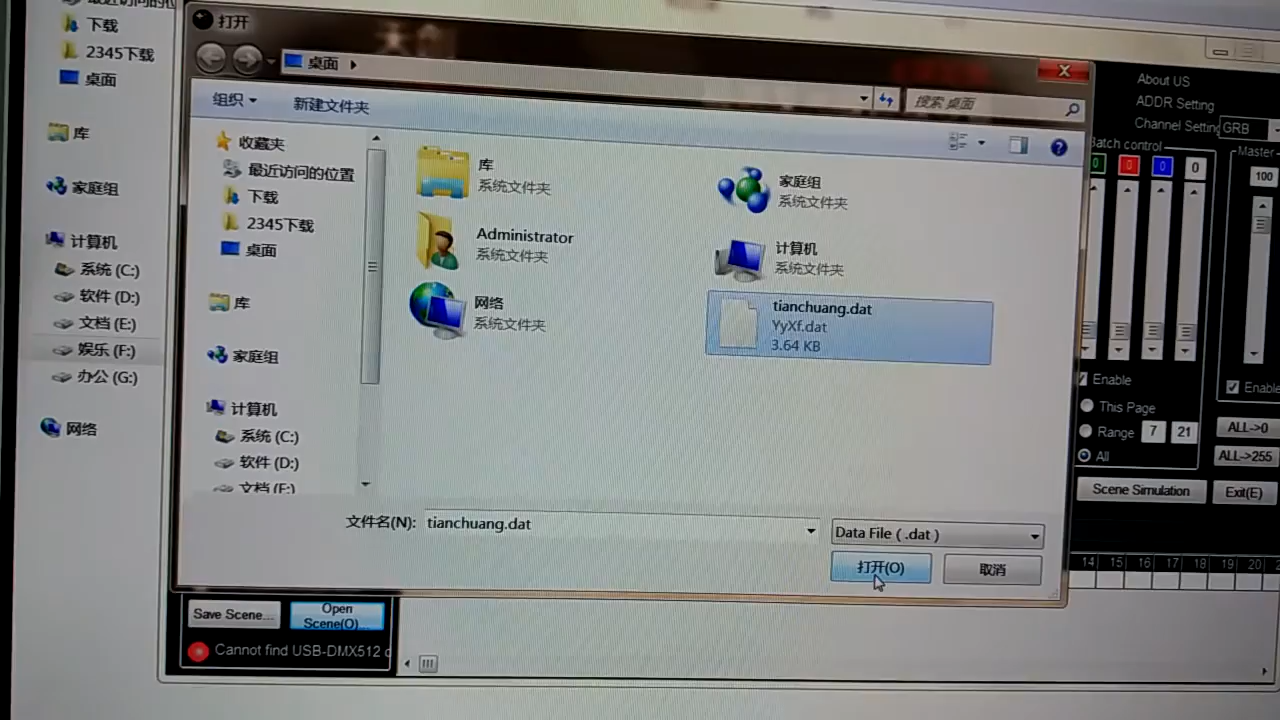 打开
桌面
搜索 桌面
组织
新建文件夹
下载
2345下载
桌面
库
家庭组
计算机
系统 (C:)
软件 (D:)
文档 (E:)
娱乐 (F:)
办公 (G:)
网络
收藏夹
最近访问的位置
下载
2345下载
桌面
库
家庭组
计算机
系统 (C:)
软件 (D:)
文档 (E:)
库
系统文件夹
家庭组
系统文件夹
Administrator
系统文件夹
计算机
系统文件夹
网络
系统文件夹
tianchuang.dat
YyXf.dat
3.64 KB
文件名(N): tianchuang.dat
Data File ( .dat )
打开(O)
取消
About US
ADDR Setting
Channel Setting GRB
Batch control
Master
0 0 0 0
100
Enable
Enable
This Page
Range 7 21
All
ALL->0
ALL->255
Scene Simulation
Exit(E)
14 15 16 17 18 19 20
Save Scene...
Open
Scene(O)...
Cannot find USB-DMX512